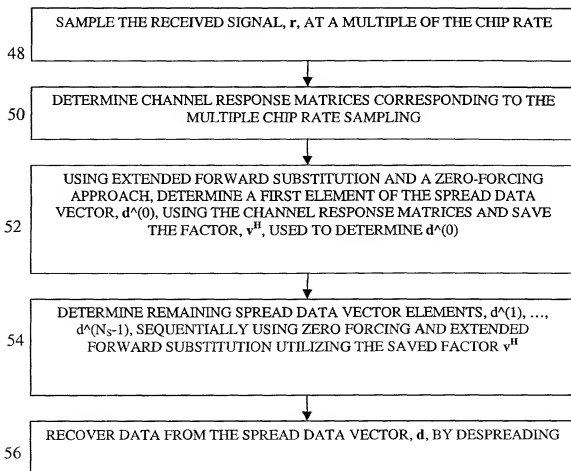 SAMPLE THE RECEIVED SIGNAL, r, AT A MULTIPLE OF THE CHIP RATE
48
DETERMINE CHANNEL RESPONSE MATRICES CORRESPONDING TO THE
MULTIPLE CHIP RATE SAMPLING
50
USING EXTENDED FORWARD SUBSTITUTION AND A ZERO-FORCING
APPROACH, DETERMINE A FIRST ELEMENT OF THE SPREAD DATA
VECTOR, d^(0), USING THE CHANNEL RESPONSE MATRICES AND SAVE
THE FACTOR, v^H, USED TO DETERMINE d^(0)
52
DETERMINE REMAINING SPREAD DATA VECTOR ELEMENTS, d^(1), ...,
d^(N_S-1), SEQUENTIALLY USING ZERO FORCING AND EXTENDED
FORWARD SUBSTITUTION UTILIZING THE SAVED FACTOR v^H
54
RECOVER DATA FROM THE SPREAD DATA VECTOR, d, BY DESPREADING
56